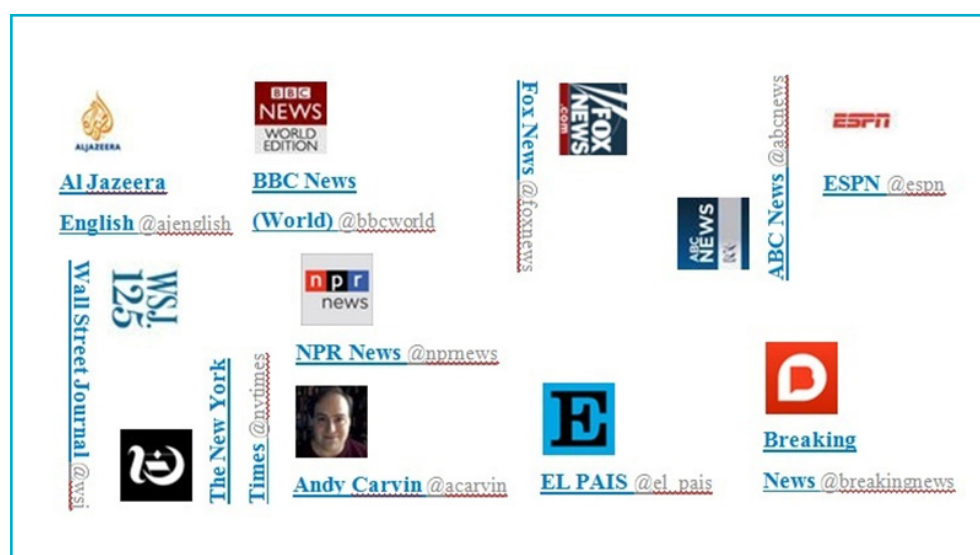 ALJAZEERA
Al Jazeera
English @ajenglish
BBC
NEWS
WORLD
EDITION
BBC News
(World) @bbcworld
Fox News @foxnews
FOX
NEWS
.com
ABC
NEWS
ABC News @abcnews
ESPN
ESPN @espn
Wall Street Journal @wsj
WSJ.
125
npr
news
NPR News @nprnews
The New York
Times @nytimes
Andy Carvin @acarvin
E
EL PAIS @el_pais
B
Breaking
News @breakingnews